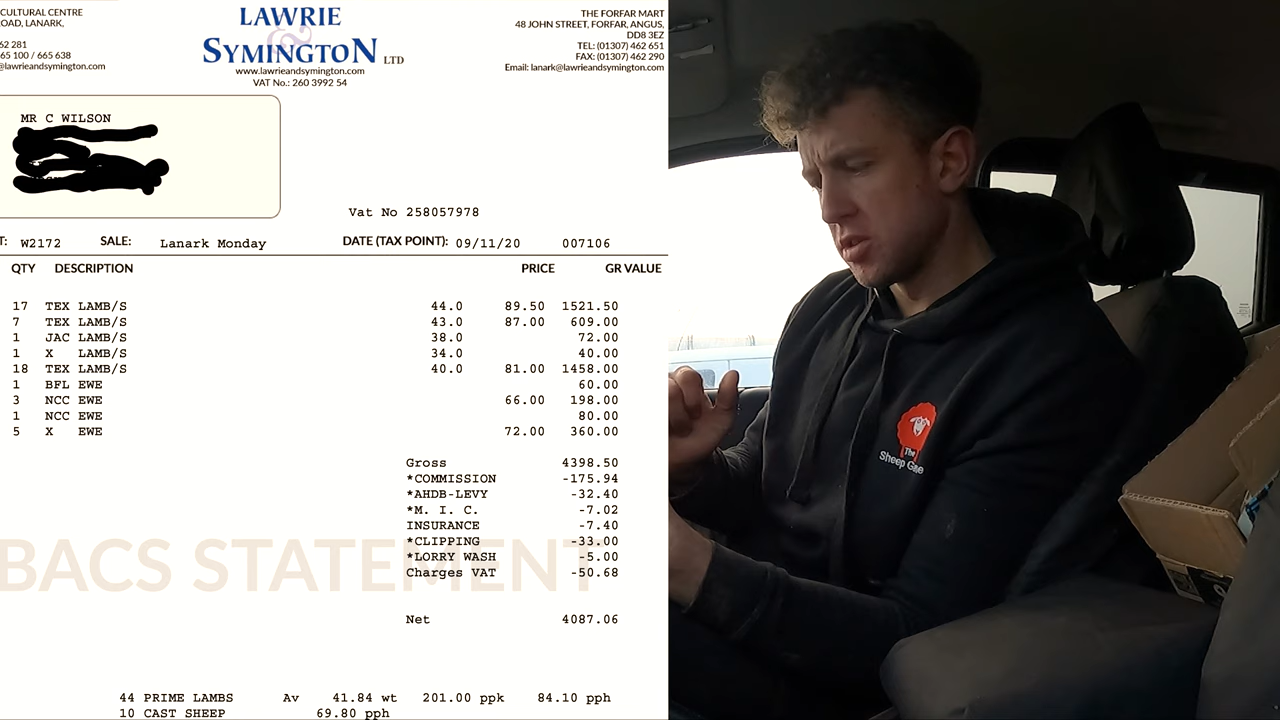 CULTURAL CENTRE
OAD, LANARK,
62 281
65 100 / 665 638
@lawrieandsymington.com
LAWRIE
&
SYMINGTON LTD
www.lawrieandsymington.com
VAT No.: 260 3992 54
THE FORFAR MART
48 JOHN STREET, FORFAR, ANGUS,
DD8 3EZ
TEL: (01307) 462 651
FAX: (01307) 462 290
Email: lanark@lawrieandsymington.com
MR C WILSON
Vat No 258057978
T: W2172 SALE: Lanark Monday DATE (TAX POINT): 09/11/20 007106
QTY DESCRIPTION PRICE GR VALUE
17 TEX LAMB/S 44.0 89.50 1521.50
7 TEX LAMB/S 43.0 87.00 609.00
1 JAC LAMB/S 38.0 72.00
1 X LAMB/S 34.0 40.00
18 TEX LAMB/S 40.0 81.00 1458.00
1 BFL EWE 60.00
3 NCC EWE 66.00 198.00
1 NCC EWE 80.00
5 X EWE 72.00 360.00
Gross 4398.50
*COMMISSION -175.94
*AHDB-LEVY -32.40
*M. I. C. -7.02
INSURANCE -7.40
*CLIPPING -33.00
*LORRY WASH -5.00
Charges VAT -50.68
BACS STATEMENT
Net 4087.06
44 PRIME LAMBS Av 41.84 wt 201.00 ppk 84.10 pph
10 CAST SHEEP 69.80 pph
The
Sheep Game